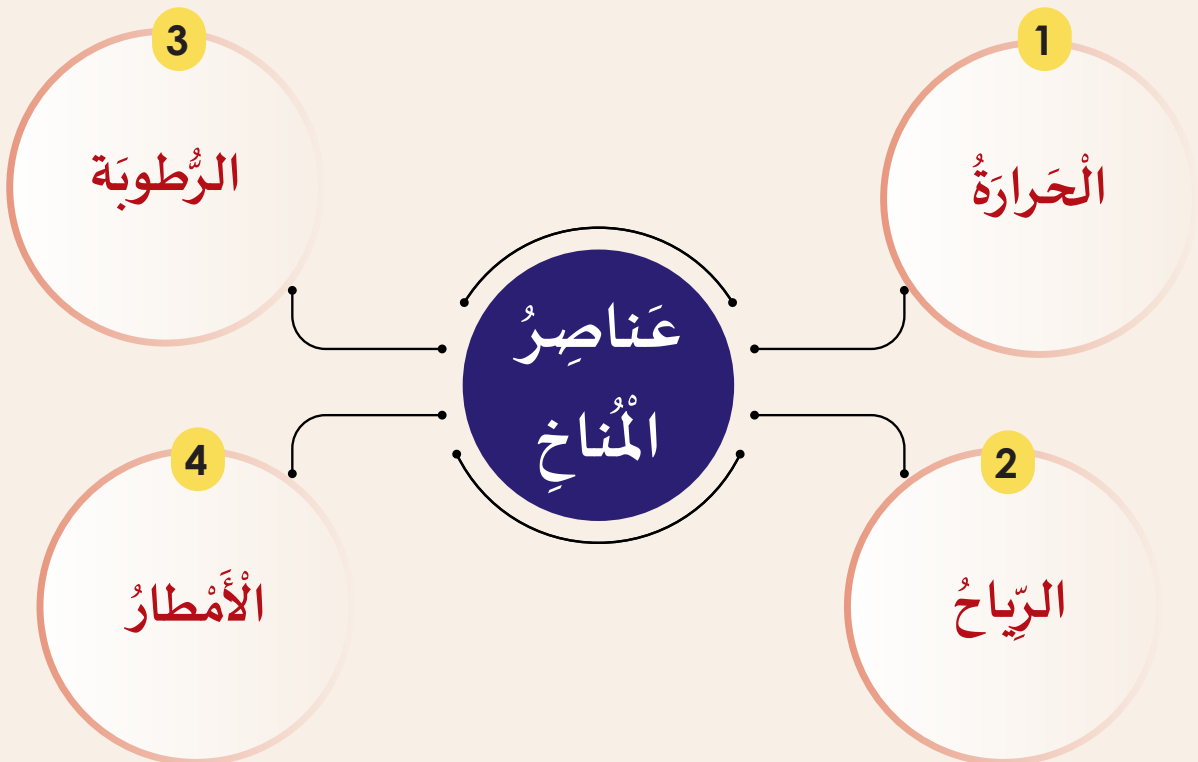 عَناصِرُ
الْمُناخِ
1
الْحَرارَةُ
2
الرِّياحُ
3
الرُّطوبَة
4
الْأَمْطارُ